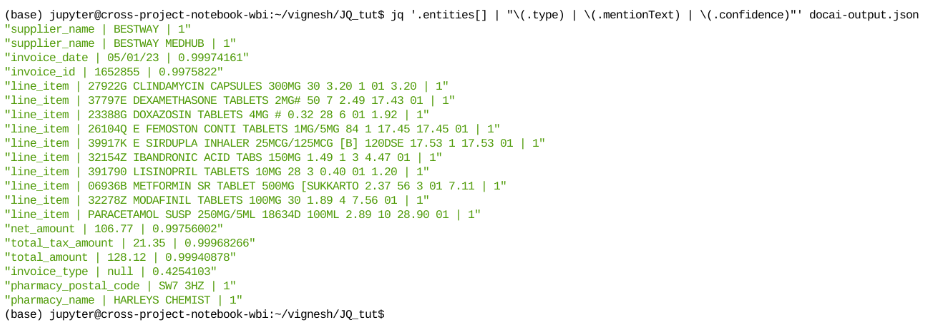 (base) jupyter@cross-project-notebook-wbi:~/vignesh/JQ_tut$ jq '.entities[] | "\(.type) | \(.mentionText) | \(.confidence)"' docai-output.json
"supplier_name | BESTWAY | 1"
"supplier_name | BESTWAY MEDHUB | 1"
"invoice_date | 05/01/23 | 0.99974161"
"invoice_id | 1652855 | 0.9975822"
"line_item | 27922G CLINDAMYCIN CAPSULES 300MG 30 3.20 1 01 3.20 | 1"
"line_item | 37797E DEXAMETHASONE TABLETS 2MG# 50 7 2.49 17.43 01 | 1"
"line_item | 23388G DOXAZOSIN TABLETS 4MG # 0.32 28 6 01 1.92 | 1"
"line_item | 26104Q E FEMOSTON CONTI TABLETS 1MG/5MG 84 1 17.45 17.45 01 | 1"
"line_item | 39917K E SIRDUPLA INHALER 25MCG/125MCG [B] 120DSE 17.53 1 17.53 01 | 1"
"line_item | 32154Z IBANDRONIC ACID TABS 150MG 1.49 1 3 4.47 01 | 1"
"line_item | 391790 LISINOPRIL TABLETS 10MG 28 3 0.40 01 1.20 | 1"
"line_item | 06936B METFORMIN SR TABLET 500MG [SUKKARTO 2.37 56 3 01 7.11 | 1"
"line_item | 32278Z MODAFINIL TABLETS 100MG 30 1.89 4 7.56 01 | 1"
"line_item | PARACETAMOL SUSP 250MG/5ML 18634D 100ML 2.89 10 28.90 01 | 1"
"net_amount | 106.77 | 0.99756002"
"total_tax_amount | 21.35 | 0.99968266"
"total_amount | 128.12 | 0.99940878"
"invoice_type | null | 0.4254103"
"pharmacy_postal_code | SW7 3HZ | 1"
"pharmacy_name | HARLEYS CHEMIST | 1"
(base) jupyter@cross-project-notebook-wbi:~/vignesh/JQ_tut$